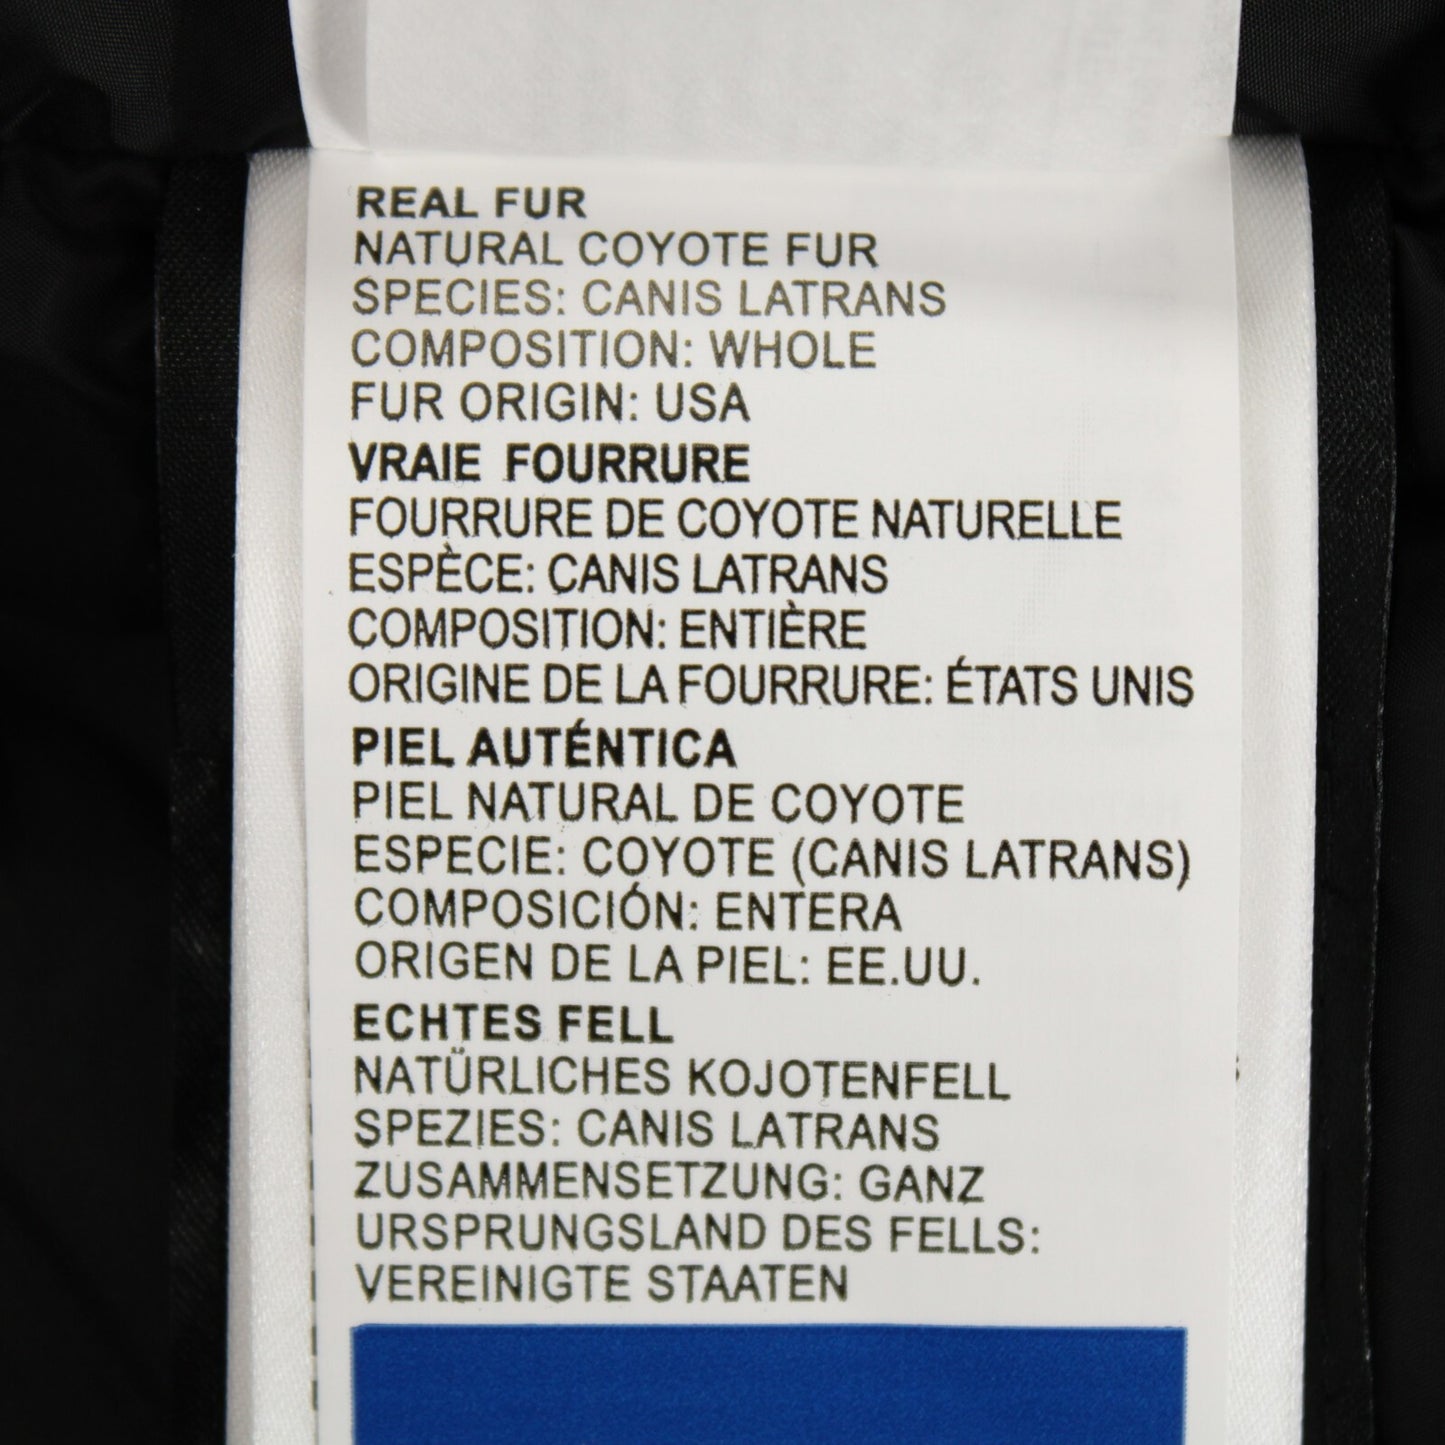 REAL FUR
NATURAL COYOTE FUR
SPECIES: CANIS LATRANS
COMPOSITION: WHOLE
FUR ORIGIN: USA
VRAIE FOURRURE
FOURRURE DE COYOTE NATURELLE
ESPÈCE: CANIS LATRANS
COMPOSITION: ENTIÈRE
ORIGINE DE LA FOURRURE: ÉTATS UNIS
PIEL AUTÉNTICA
PIEL NATURAL DE COYOTE
ESPECIE: COYOTE (CANIS LATRANS)
COMPOSICIÓN: ENTERA
ORIGEN DE LA PIEL: EE.UU.
ECHTES FELL
NATÜRLICHES KOJOTENFELL
SPEZIES: CANIS LATRANS
ZUSAMMENSETZUNG: GANZ
URSPRUNGSLAND DES FELLS:
VEREINIGTE STAATEN